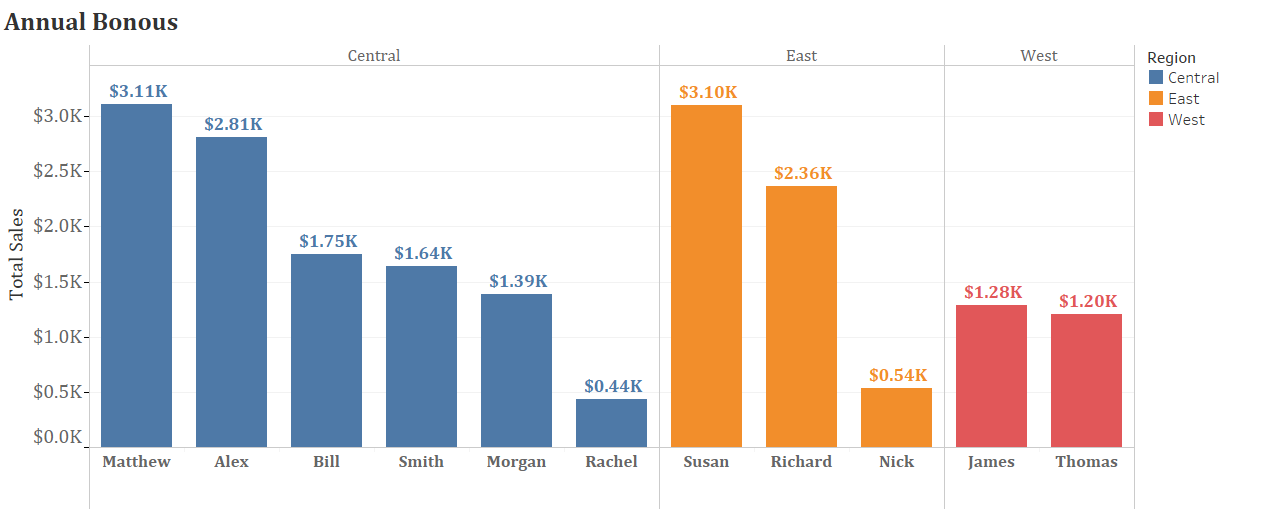 Annual Bonous
Central East West
Region
Central
East
West
Total Sales
$3.0K
$2.5K
$2.0K
$1.5K
$1.0K
$0.5K
$0.0K
$3.11K
$2.81K
$1.75K
$1.64K
$1.39K
$0.44K
$3.10K
$2.36K
$0.54K
$1.28K
$1.20K
Matthew Alex Bill Smith Morgan Rachel Susan Richard Nick James Thomas